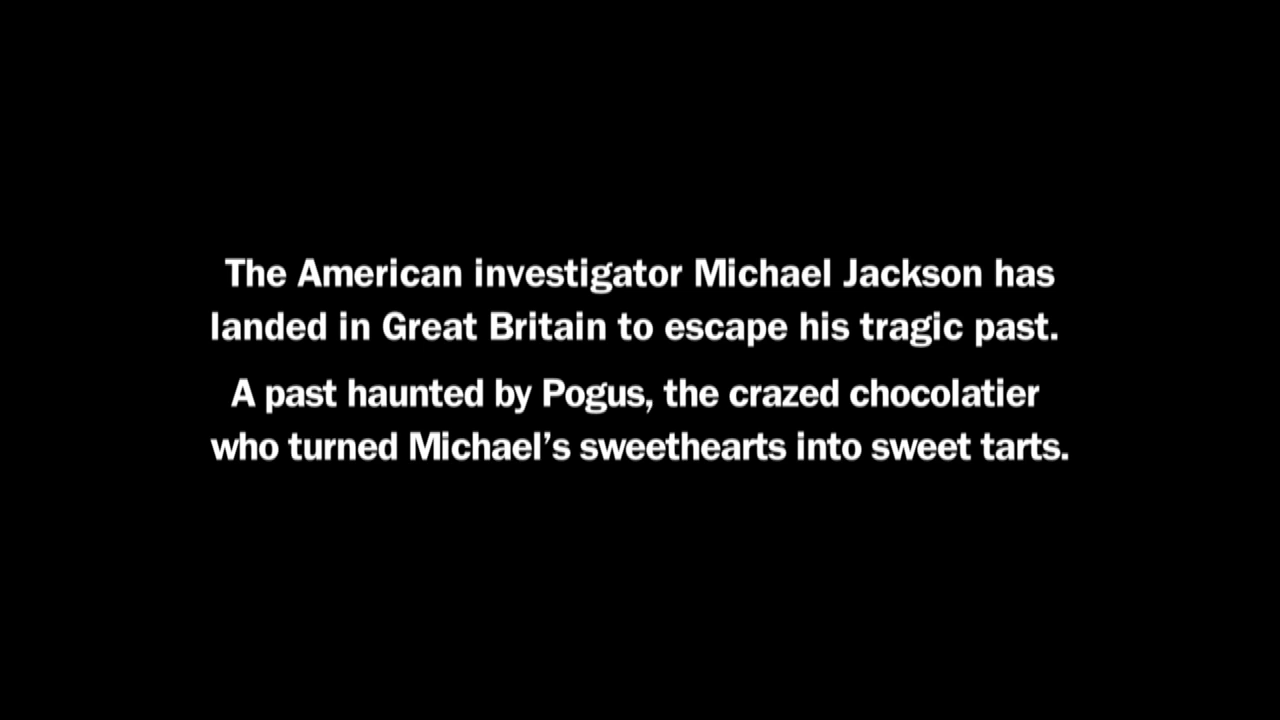 The American investigator Michael Jackson has
landed in Great Britain to escape his tragic past.
A past haunted by Pogus, the crazed chocolatier
who turned Michael’s sweethearts into sweet tarts.